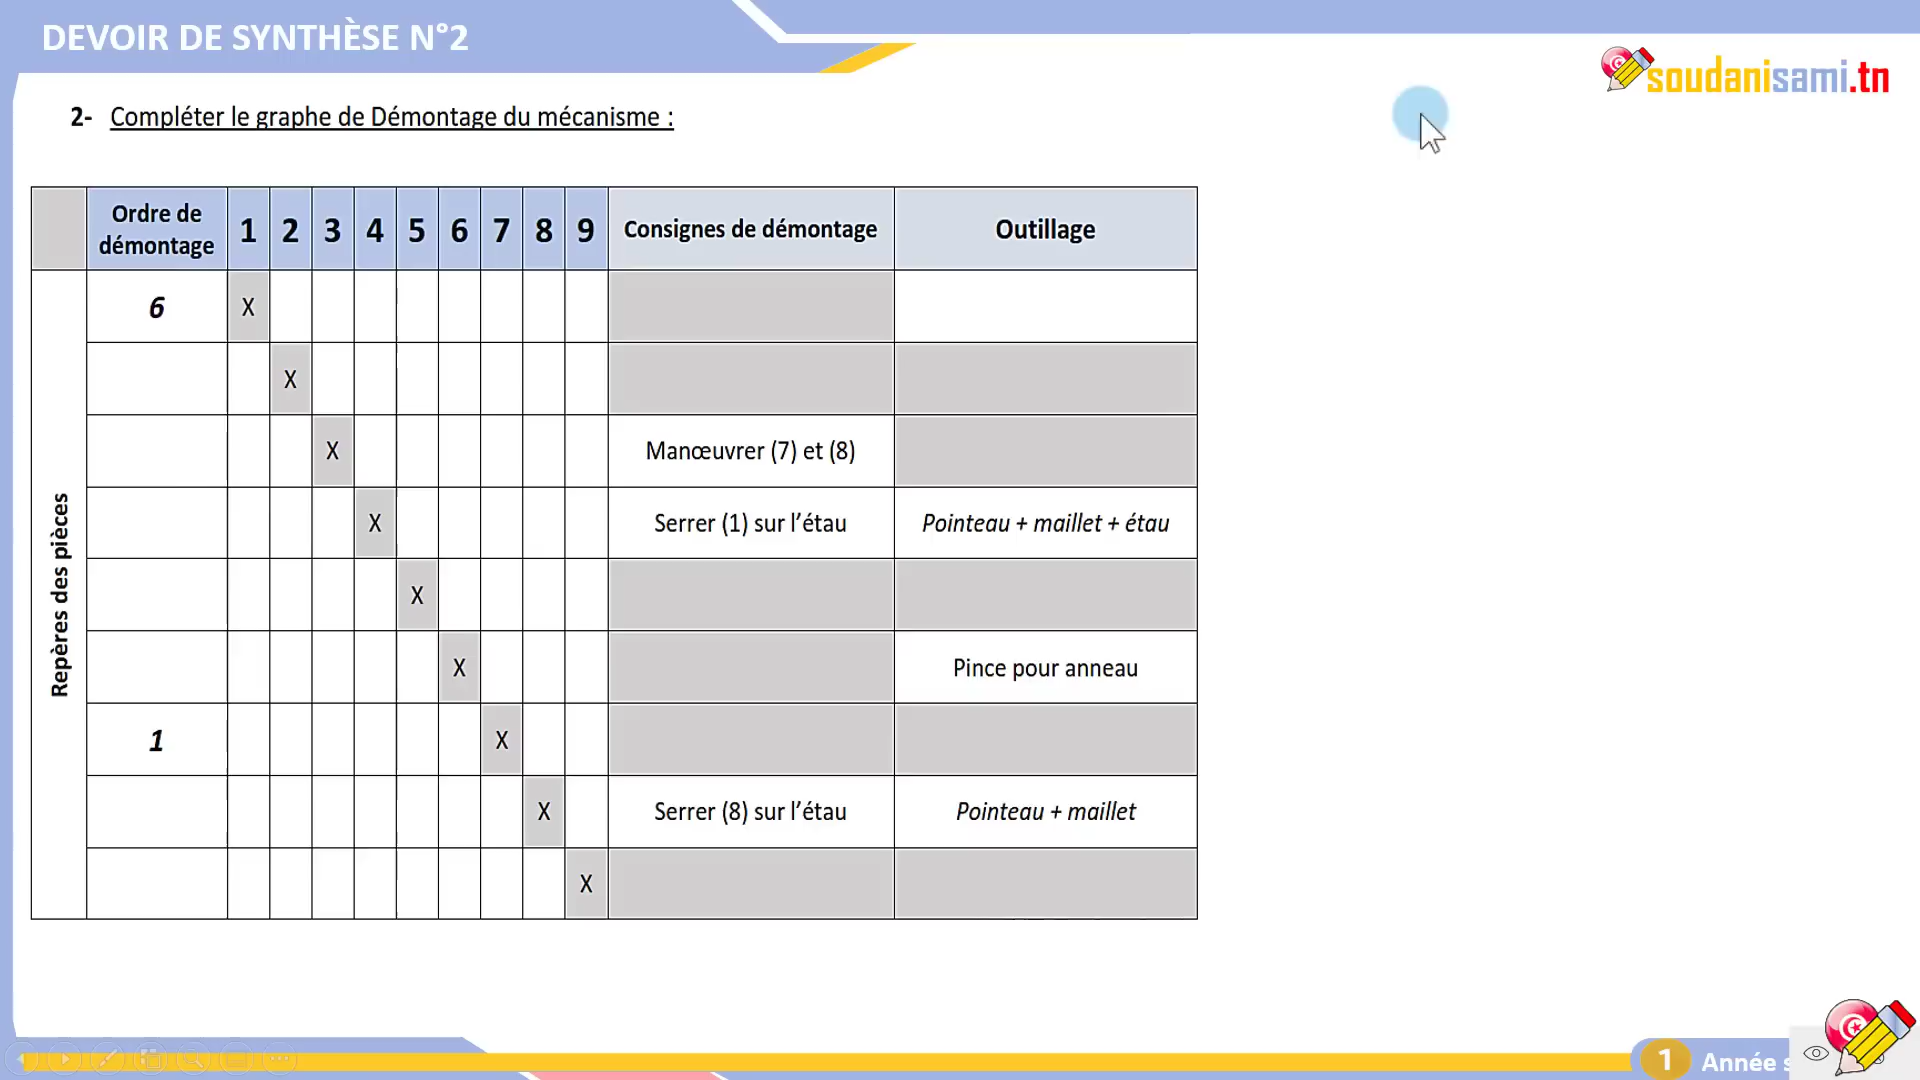 DEVOIR DE SYNTHÈSE N°2
soudanisami.tn
2- Compléter le graphe de Démontage du mécanisme :
Ordre de démontage 1 2 3 4 5 6 7 8 9 Consignes de démontage Outillage
Repères des pièces
6 X
X
X Manœuvrer (7) et (8)
X Serrer (1) sur l’étau Pointeau + maillet + étau
X
X Pince pour anneau
1 X
X Serrer (8) sur l’étau Pointeau + maillet
X
1 Année